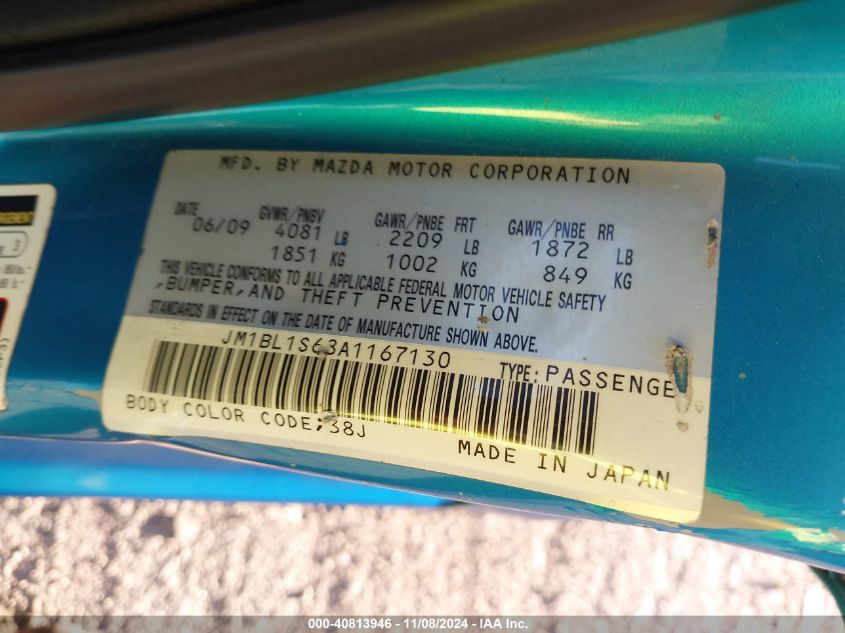 MFD. BY MAZDA MOTOR CORPORATION
DATE GVWR/PNBV GAWR/PNBE FRT GAWR/PNBE RR
06/09 4081 LB 2209 LB 1872 LB
1851 KG 1002 KG 849 KG
THIS VEHICLE CONFORMS TO ALL APPLICABLE FEDERAL MOTOR VEHICLE SAFETY
,BUMPER,AND THEFT PREVENTION
STANDARDS IN EFFECT ON THE DATE OF MANUFACTURE SHOWN ABOVE.
JM1BL1S63A1167130 TYPE: PASSENGE
BODY COLOR CODE; 38J
MADE IN JAPAN
000-40813946 - 11/08/2024 - IAA Inc.